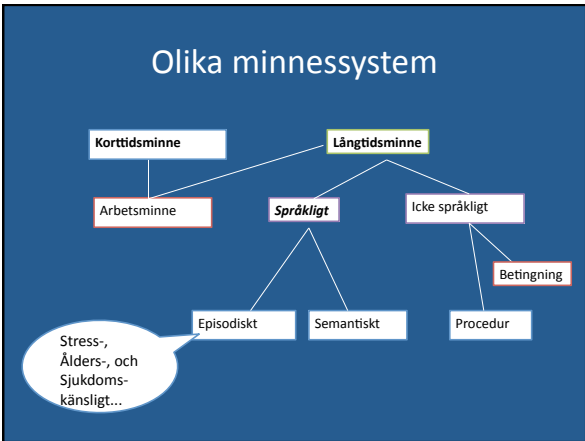 Olika minnessystem
Korttidsminne
Långtidsminne
Arbetsminne
Språkligt
Icke språkligt
Betingning
Episodiskt
Semantiskt
Procedur
Stress-,
Ålders-, och
Sjukdoms-
känsligt...